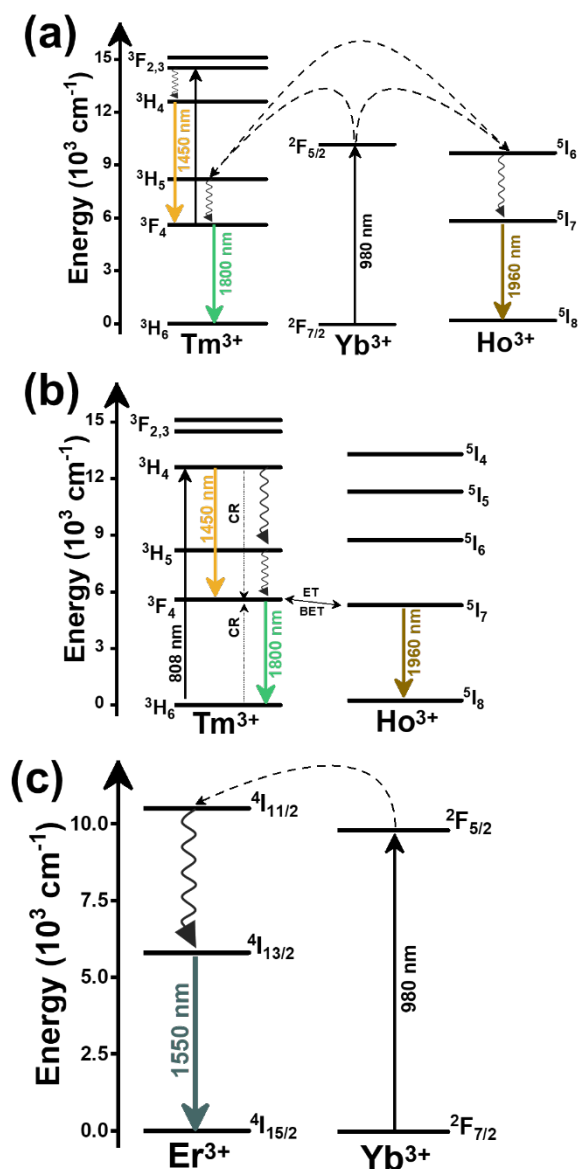 (a)
Energy (10³ cm⁻¹)
15
12
9
6
3
0
³F₂,₃
³H₄
³H₅
³F₄
³H₆
1450 nm
1800 nm
Tm³⁺
²F₅/₂
980 nm
²F₇/₂
Yb³⁺
⁵I₆
⁵I₇
1960 nm
⁵I₈
Ho³⁺
(b)
Energy (10³ cm⁻¹)
15
12
9
6
3
0
³F₂,₃
³H₄
³H₅
³F₄
³H₆
808 nm
1450 nm
CR
CR
1800 nm
Tm³⁺
ET
BET
⁵I₄
⁵I₅
⁵I₆
⁵I₇
1960 nm
⁵I₈
Ho³⁺
(c)
Energy (10³ cm⁻¹)
10.0
7.5
5.0
2.5
0.0
⁴I₁₁/₂
⁴I₁₃/₂
1550 nm
⁴I₁₅/₂
Er³⁺
²F₅/₂
980 nm
²F₇/₂
Yb³⁺